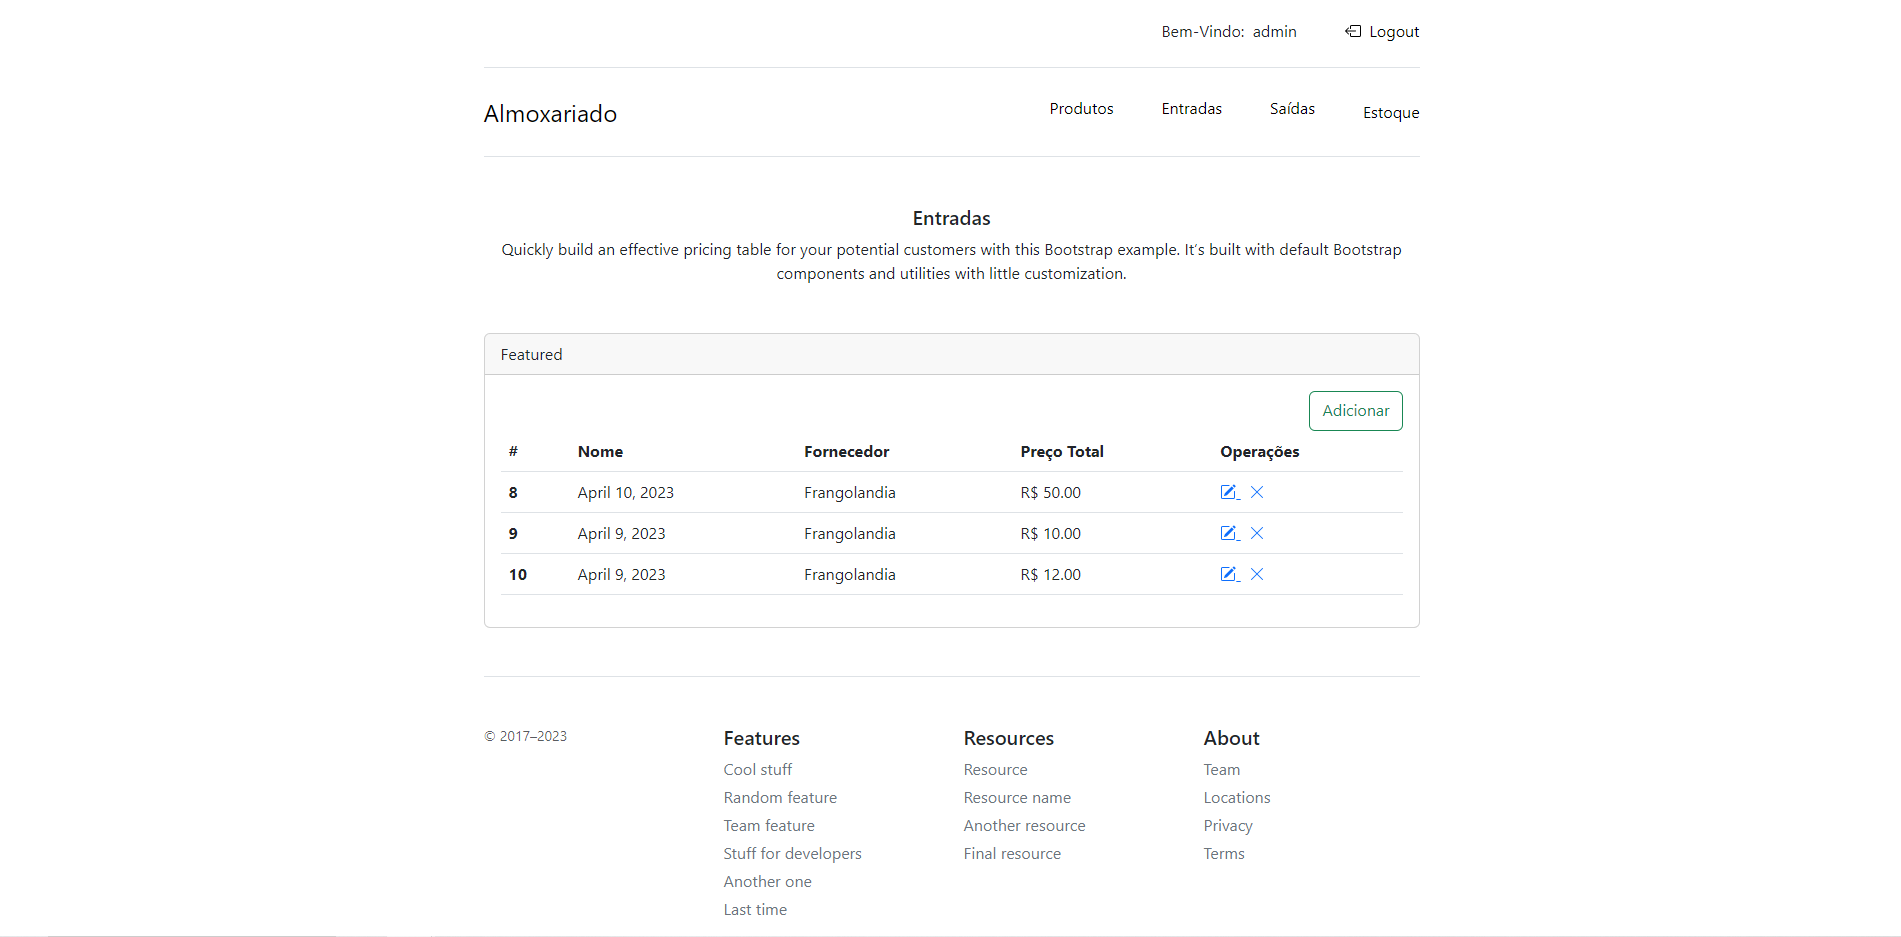 Bem-Vindo: admin Logout
Almoxariado Produtos Entradas Saídas Estoque
Entradas
Quickly build an effective pricing table for your potential customers with this Bootstrap example. It's built with default Bootstrap
components and utilities with little customization.
Featured
Adicionar
# Nome Fornecedor Preço Total Operações
8 April 10, 2023 Frangolandia R$ 50.00
9 April 9, 2023 Frangolandia R$ 10.00
10 April 9, 2023 Frangolandia R$ 12.00
© 2017–2023
Features
Cool stuff
Random feature
Team feature
Stuff for developers
Another one
Last time
Resources
Resource
Resource name
Another resource
Final resource
About
Team
Locations
Privacy
Terms